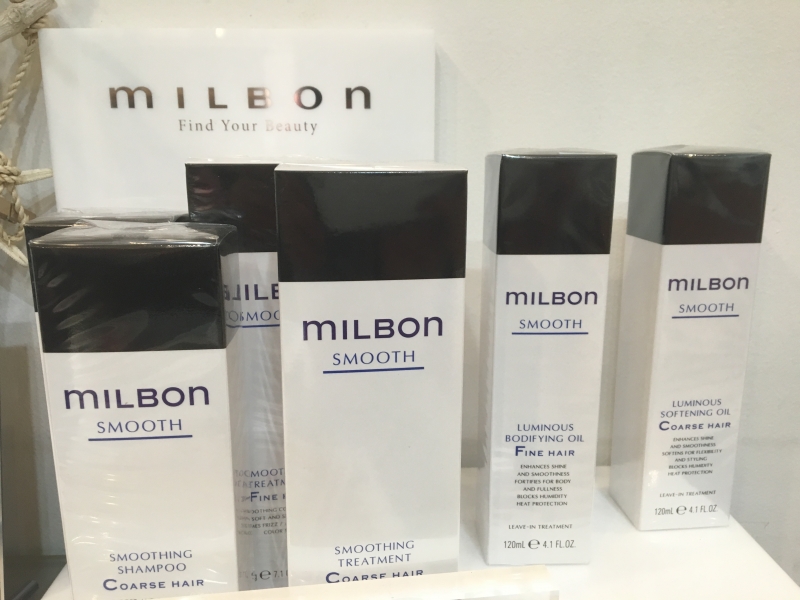 milbon
Find Your Beauty
milbon
SMOOTH
SMOOTHING
SHAMPOO
COARSE HAIR
FINE
milbon
SMOOTH
SMOOTHING
TREATMENT
COARSE HAIR
milbon
SMOOTH
LUMINOUS
BODIFYING OIL
FINE HAIR
ENHANCES SHINE
AND SMOOTHNESS
FORTIFIES FOR BODY
AND FULLNESS
BLOCKS HUMIDITY
HEAT PROTECTION
LEAVE-IN TREATMENT
120mL ℮ 4.1 FL.OZ.
milbon
SMOOTH
LUMINOUS
SOFTENING OIL
COARSE HAIR
ENHANCES SHINE
AND SMOOTHNESS
SOFTENS FOR FLEXIBILITY
AND STYLING
BLOCKS HUMIDITY
HEAT PROTECTION
LEAVE-IN TREATMENT
120mL ℮ 4.1 FL.OZ.